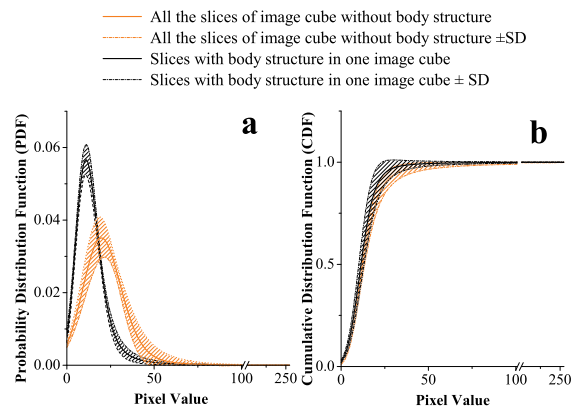 All the slices of image cube without body structure
All the slices of image cube without body structure ±SD
Slices with body structure in one image cube
Slices with body structure in one image cube ± SD
a
Probability Distribution Function (PDF)
0.06
0.04
0.02
0.00
0
50
100
250
Pixel Value
b
Cumulative Distribution Function (CDF)
1.0
0.5
0.0
0
50
100
250
Pixel Value